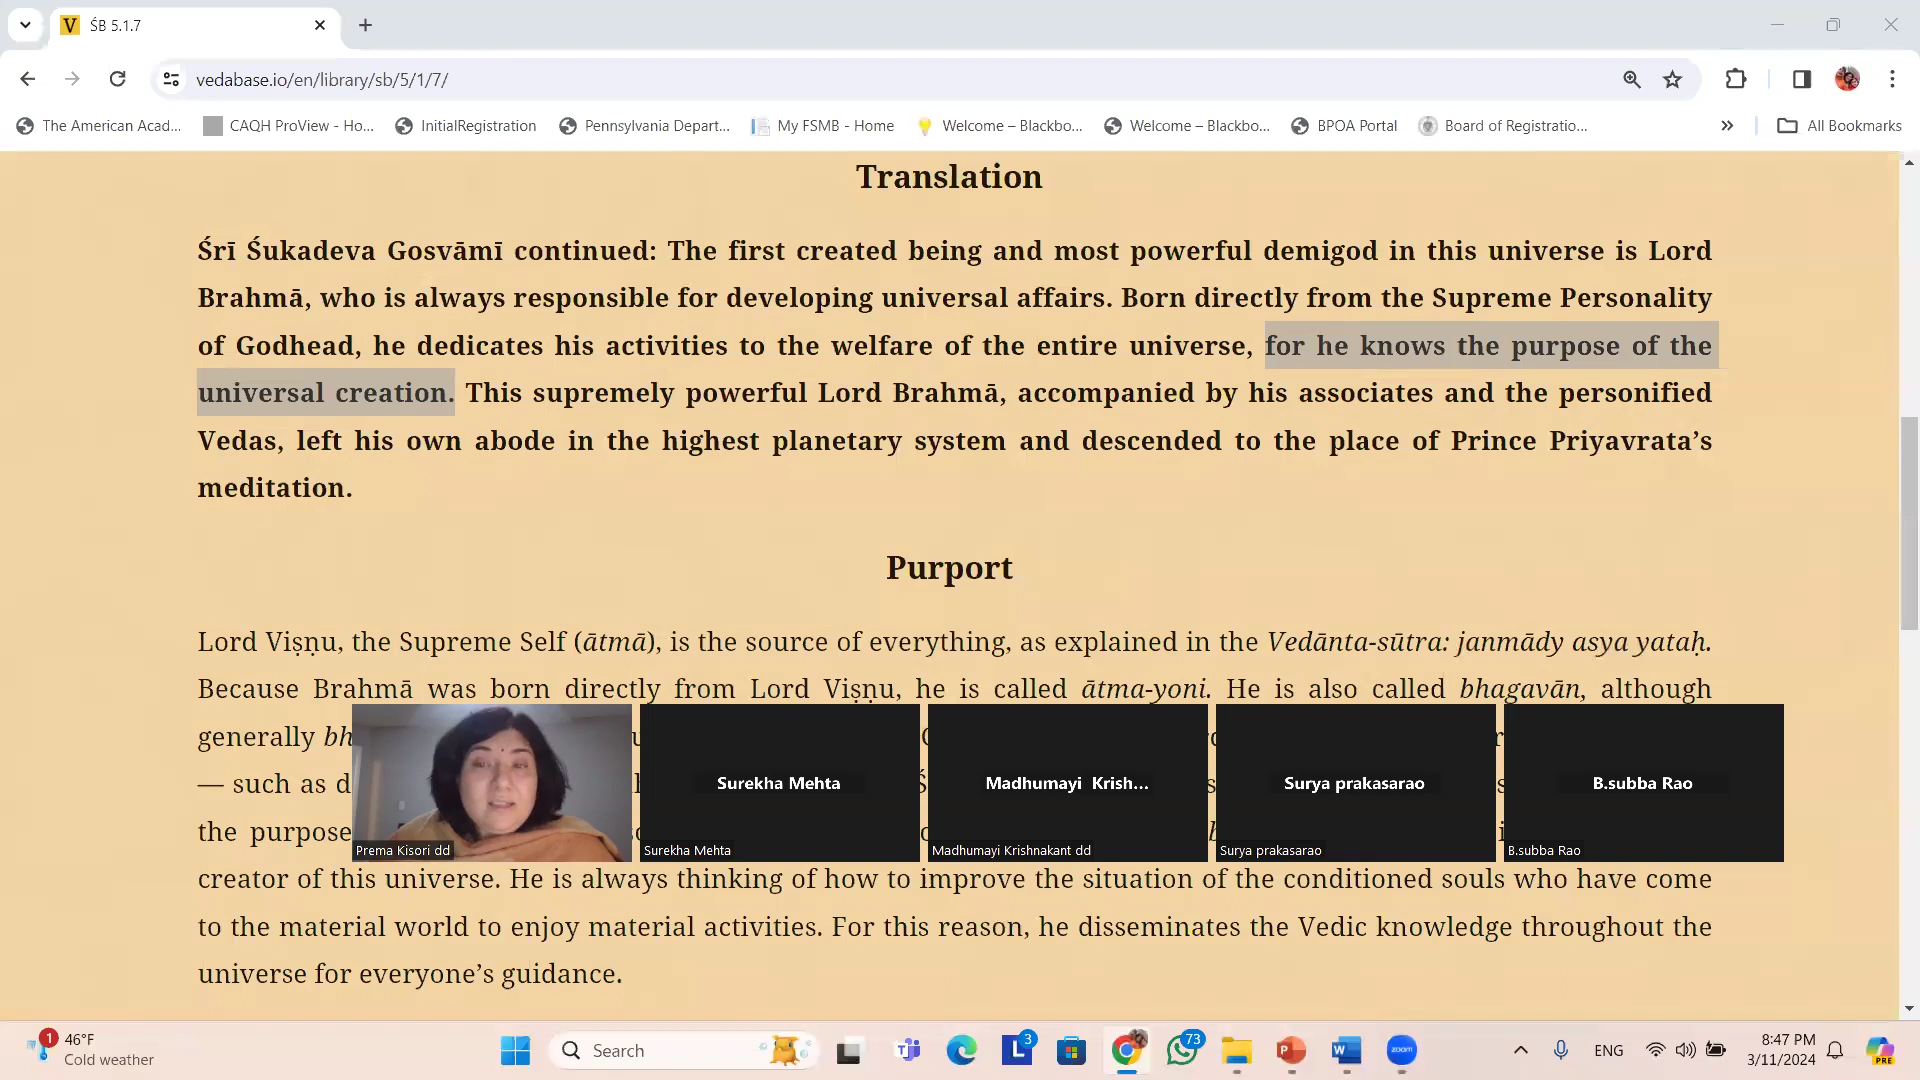 ŚB 5.1.7
vedabase.io/en/library/sb/5/1/7/
The American Acad... CAQH ProView - Ho... InitialRegistration Pennsylvania Depart... My FSMB - Home Welcome – Blackbo... Welcome – Blackbo... BPOA Portal Board of Registratio... All Bookmarks
Translation
Śrī Śukadeva Gosvāmī continued: The first created being and most powerful demigod in this universe is Lord
Brahmā, who is always responsible for developing universal affairs. Born directly from the Supreme Personality
of Godhead, he dedicates his activities to the welfare of the entire universe, for he knows the purpose of the
universal creation. This supremely powerful Lord Brahmā, accompanied by his associates and the personified
Vedas, left his own abode in the highest planetary system and descended to the place of Prince Priyavrata’s
meditation.
Purport
Lord Viṣṇu, the Supreme Self (ātmā), is the source of everything, as explained in the Vedānta-sūtra: janmādy asya yataḥ.
Because Brahmā was born directly from Lord Viṣṇu, he is called ātma-yoni. He is also called bhagavān, although
generally
— such as
the purpose
Surekha Mehta
Madhumayi Krish...
Surya prakasarao
B.subba Rao
Prema Kisori dd
Surekha Mehta
Madhumayi Krishnakant dd
Surya prakasarao
B.subba Rao
creator of this universe. He is always thinking of how to improve the situation of the conditioned souls who have come
to the material world to enjoy material activities. For this reason, he disseminates the Vedic knowledge throughout the
universe for everyone’s guidance.
1
46°F
Cold weather
Search
3
73
zoom
ENG
8:47 PM
3/11/2024
PRE